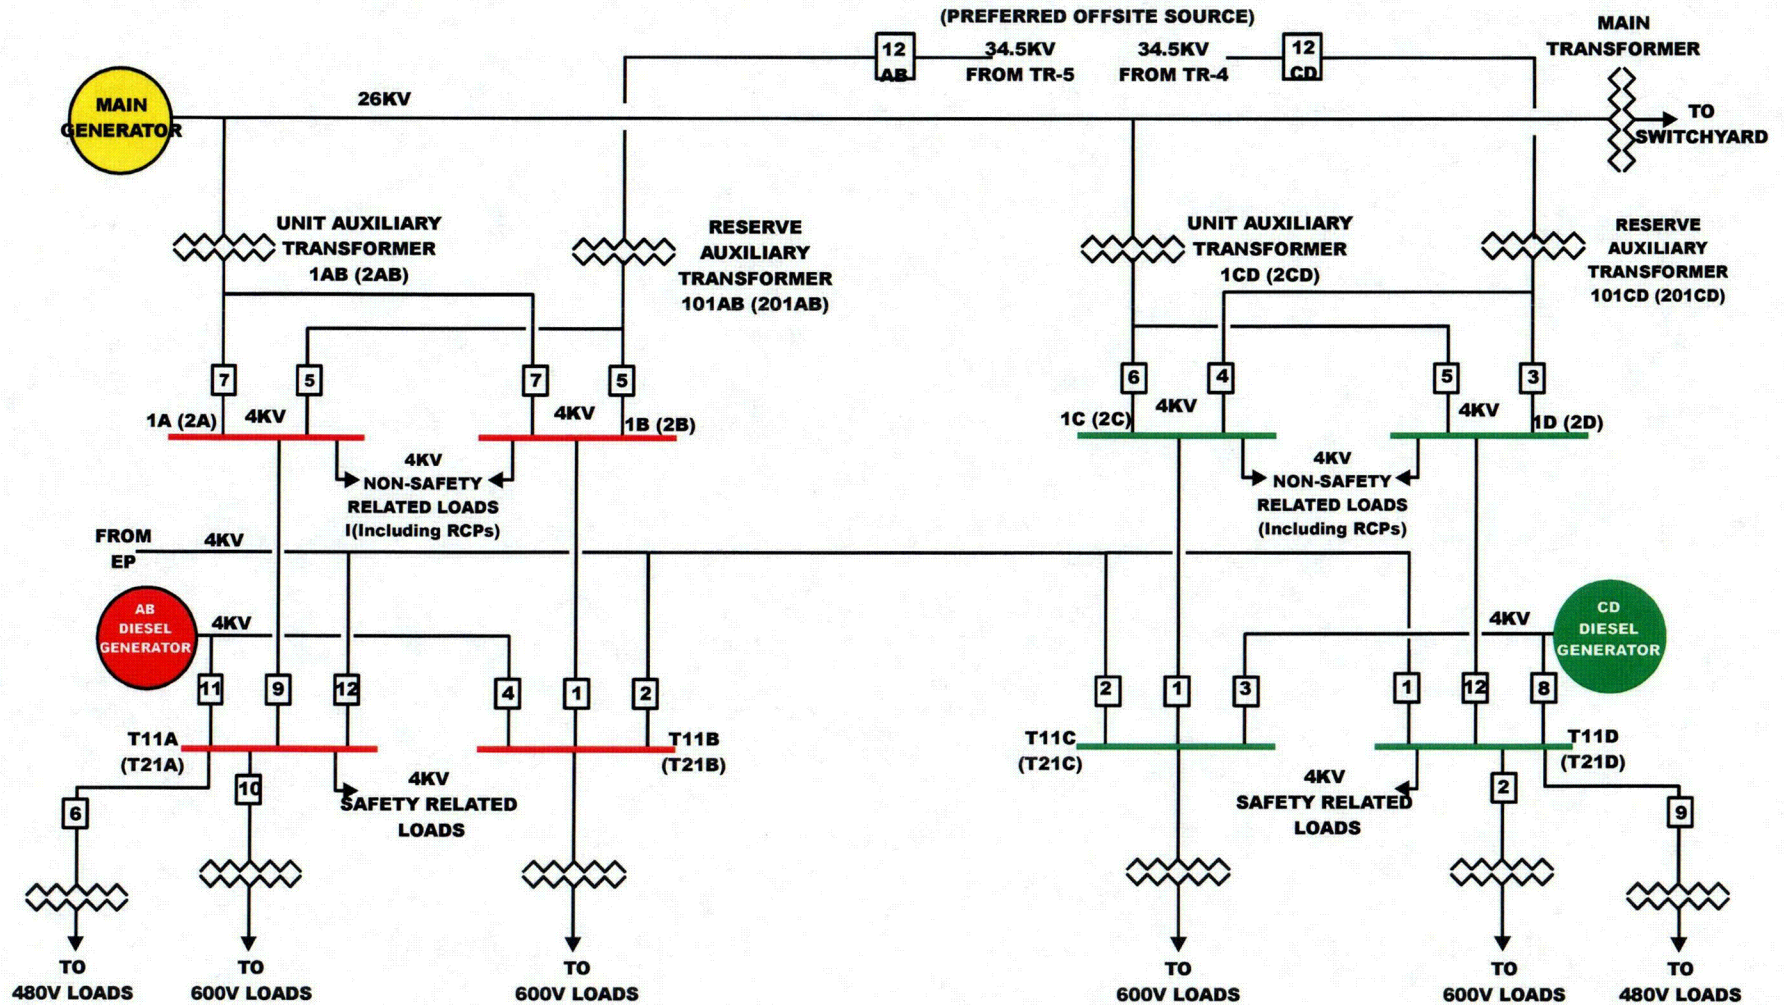 (PREFERRED OFFSITE SOURCE)
12
AB
34.5KV
FROM TR-5
34.5KV
FROM TR-4
12
CD
MAIN
TRANSFORMER
MAIN
GENERATOR
26KV
TO
SWITCHYARD
UNIT AUXILIARY
TRANSFORMER
1AB (2AB)
RESERVE
AUXILIARY
TRANSFORMER
101AB (201AB)
UNIT AUXILIARY
TRANSFORMER
1CD (2CD)
RESERVE
AUXILIARY
TRANSFORMER
101CD (201CD)
7
5
7
5
6
4
5
3
1A (2A)
4KV
4KV
1B (2B)
1C (2C)
4KV
4KV
1D (2D)
4KV
NON-SAFETY
RELATED LOADS
I(Including RCPs)
4KV
NON-SAFETY
RELATED LOADS
(Including RCPs)
FROM
EP
4KV
AB
DIESEL
GENERATOR
4KV
4KV
CD
DIESEL
GENERATOR
11
9
12
4
1
2
2
1
3
1
12
8
T11A
(T21A)
T11B
(T21B)
T11C
(T21C)
T11D
(T21D)
6
10
4KV
SAFETY RELATED
LOADS
4KV
SAFETY RELATED
LOADS
2
9
TO
480V LOADS
TO
600V LOADS
TO
600V LOADS
TO
600V LOADS
TO
600V LOADS
TO
480V LOADS